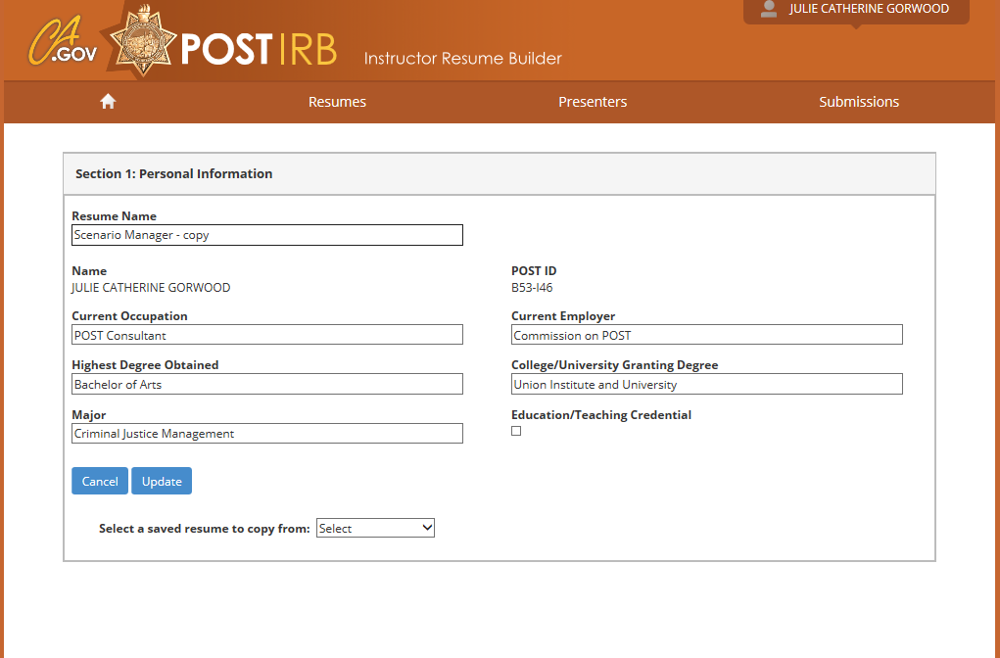 JULIE CATHERINE GORWOOD
CA.GOV POST IRB Instructor Resume Builder
Resumes Presenters Submissions
Section 1: Personal Information
Resume Name
Scenario Manager - copy
Name POST ID
JULIE CATHERINE GORWOOD B53-I46
Current Occupation Current Employer
POST Consultant Commission on POST
Highest Degree Obtained College/University Granting Degree
Bachelor of Arts Union Institute and University
Major Education/Teaching Credential
Criminal Justice Management
Cancel Update
Select a saved resume to copy from: Select